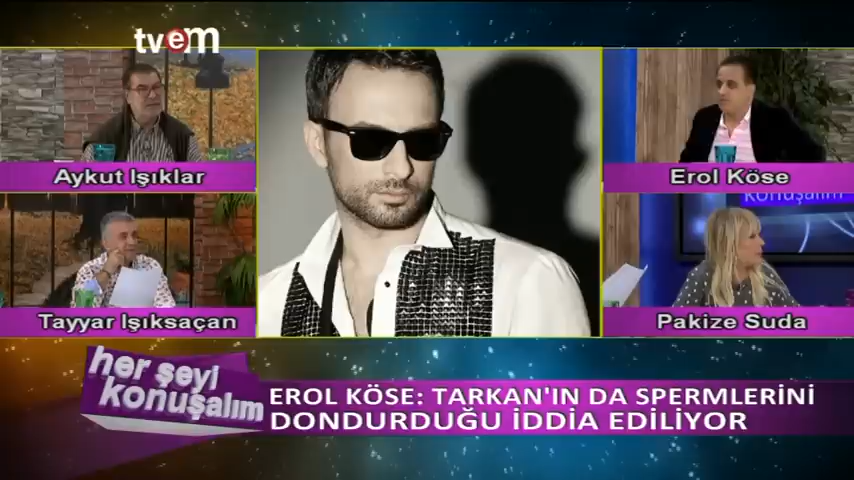 tvem
Aykut Işıklar
Erol Köse
konuşalım
Tayyar Işıksaçan
Pakize Suda
her şeyi
konuşalım
EROL KÖSE: TARKAN'IN DA SPERMLERİNİ
DONDURDUĞU İDDİA EDİLİYOR